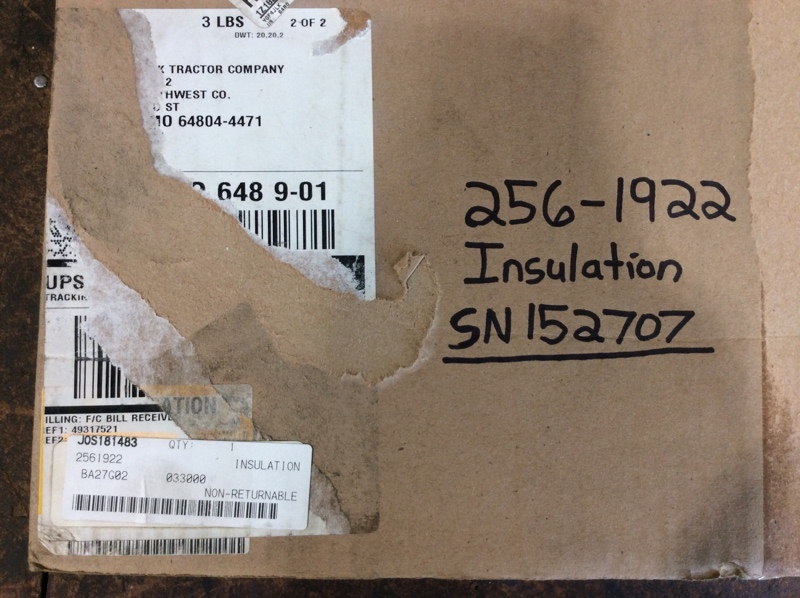 3 LBS 2 OF 2
DWT: 20,20,2
K TRACTOR COMPANY
2
HWEST CO.
ST
MO 64804-4471
648 9-01
UPS
TRACKIN
ATION
ILLING: F/C BILL RECEIV
EF1: 49317521
EF2:
JOS181483 QTY: 1
2561922 INSULATION
BA27G02 033000
NON-RETURNABLE
256-1922
Insulation
SN152707